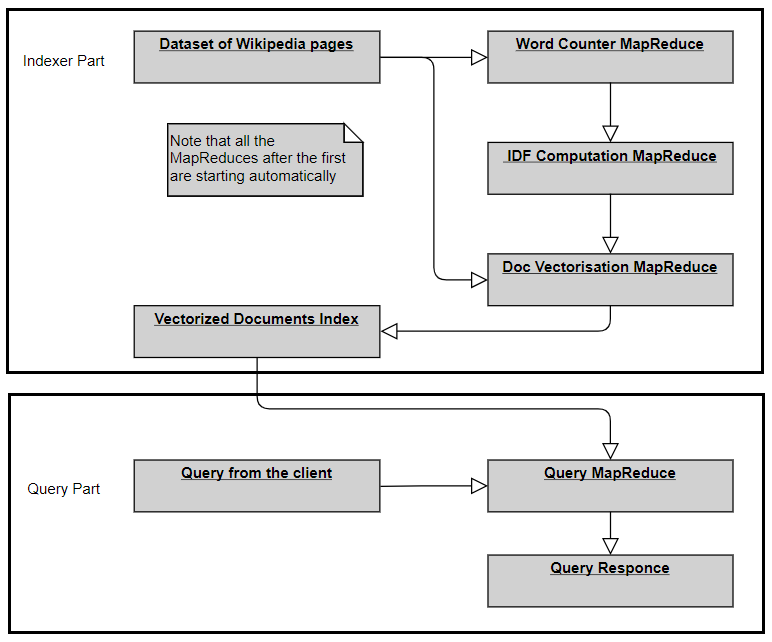 Indexer Part
Dataset of Wikipedia pages
Word Counter MapReduce
Note that all the
MapReduces after the first
are starting automatically
IDF Computation MapReduce
Doc Vectorisation MapReduce
Vectorized Documents Index
Query Part
Query from the client
Query MapReduce
Query Responce